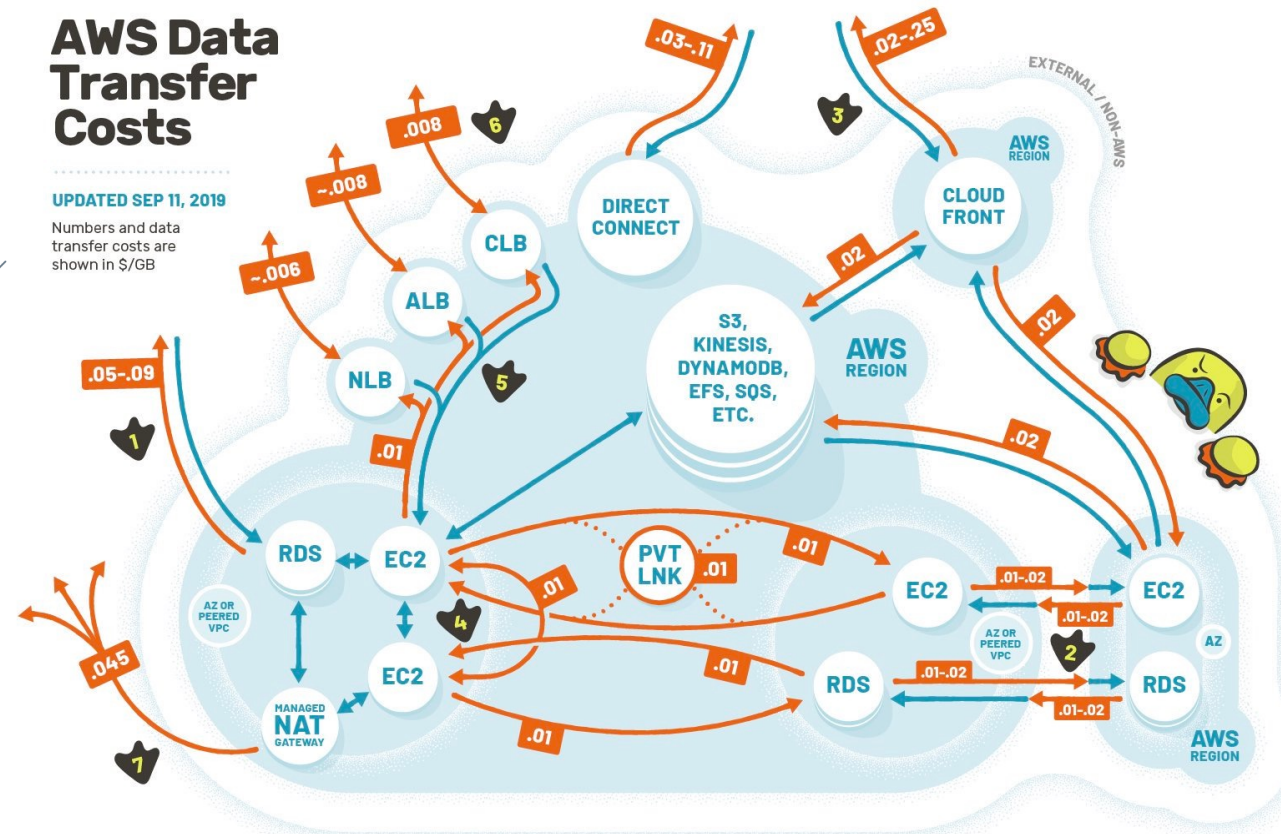 AWS Data
Transfer
Costs
UPDATED SEP 11, 2019
Numbers and data
transfer costs are
shown in $/GB
.03-.11
.02-.25
EXTERNAL / NON-AWS
3
6
.008
~.008
~.006
AWS
REGION
CLOUD
FRONT
DIRECT
CONNECT
CLB
ALB
NLB
.02
.02
S3,
KINESIS,
DYNAMODB,
EFS, SQS,
ETC.
AWS
REGION
.05-.09
1
5
.01
.02
RDS
EC2
AZ OR
PEERED
VPC
4
.01
PVT
LNK
.01
.01
EC2
.01-.02
.01-.02
EC2
AZ OR
PEERED
VPC
2
AZ
.045
EC2
.01
RDS
.01-.02
.01-.02
RDS
MANAGED
NAT
GATEWAY
.01
7
AWS
REGION